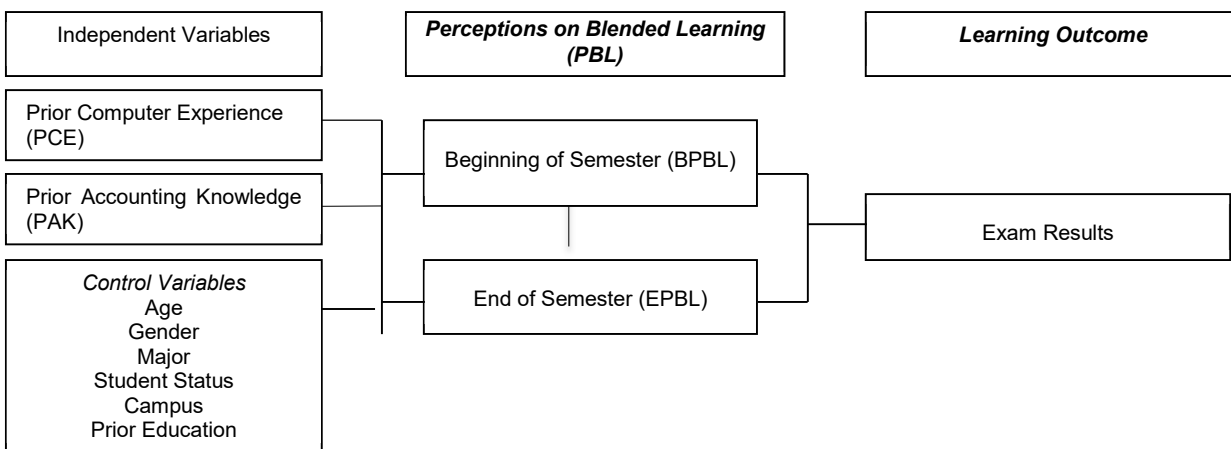 Independent Variables
Perceptions on Blended Learning
(PBL)
Learning Outcome
Prior Computer Experience
(PCE)
Prior Accounting Knowledge
(PAK)
Control Variables
Age
Gender
Major
Student Status
Campus
Prior Education
Beginning of Semester (BPBL)
End of Semester (EPBL)
Exam Results